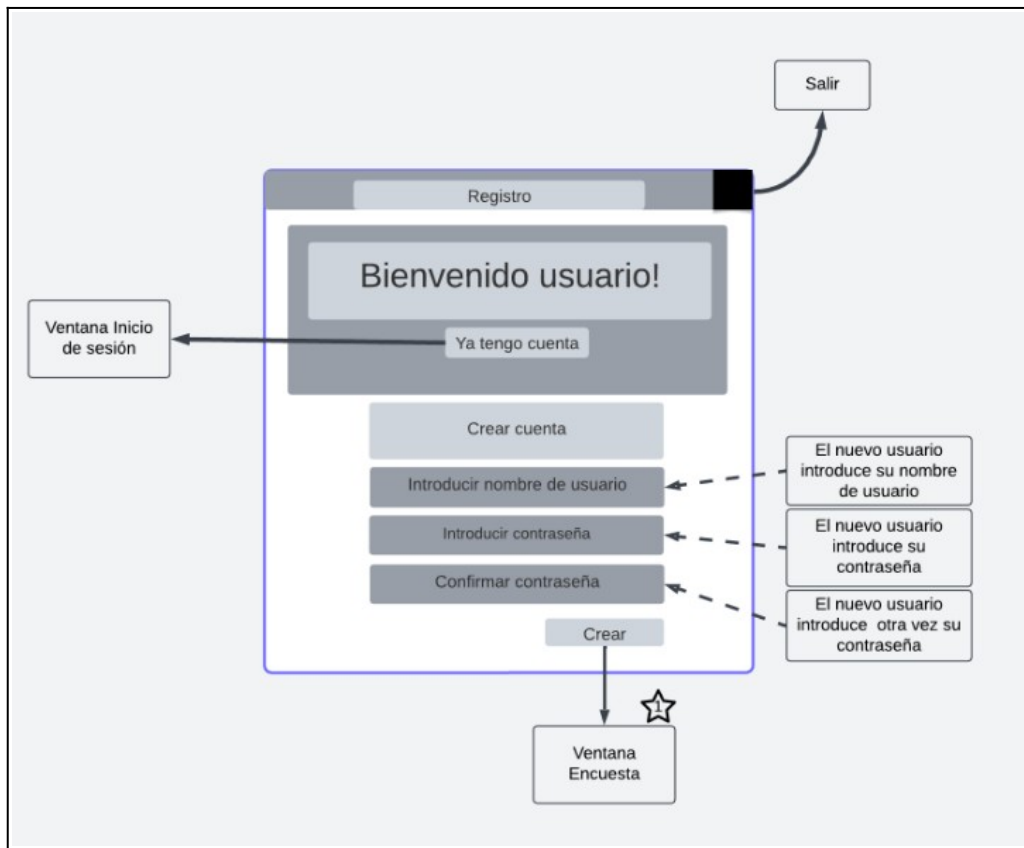 Salir
Registro
Bienvenido usuario!
Ventana Inicio
de sesión
Ya tengo cuenta
Crear cuenta
Introducir nombre de usuario
El nuevo usuario
introduce su nombre
de usuario
Introducir contraseña
El nuevo usuario
introduce su
contraseña
Confirmar contraseña
El nuevo usuario
introduce otra vez su
contraseña
Crear
1
Ventana
Encuesta